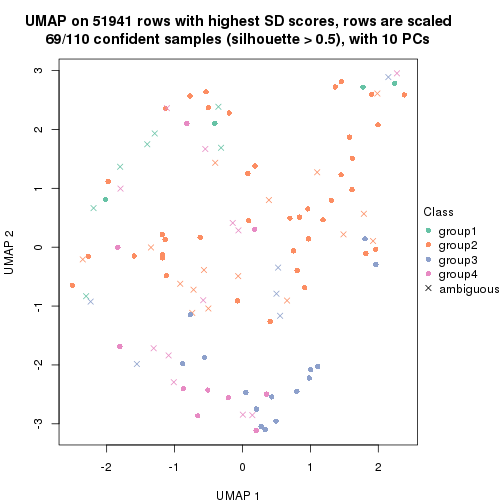 UMAP on 51941 rows with highest SD scores, rows are scaled
69/110 confident samples (silhouette > 0.5), with 10 PCs
3
2
1
0
-1
-2
-3
UMAP 2
-2
-1
0
1
2
UMAP 1
Class
group1
group2
group3
group4
ambiguous